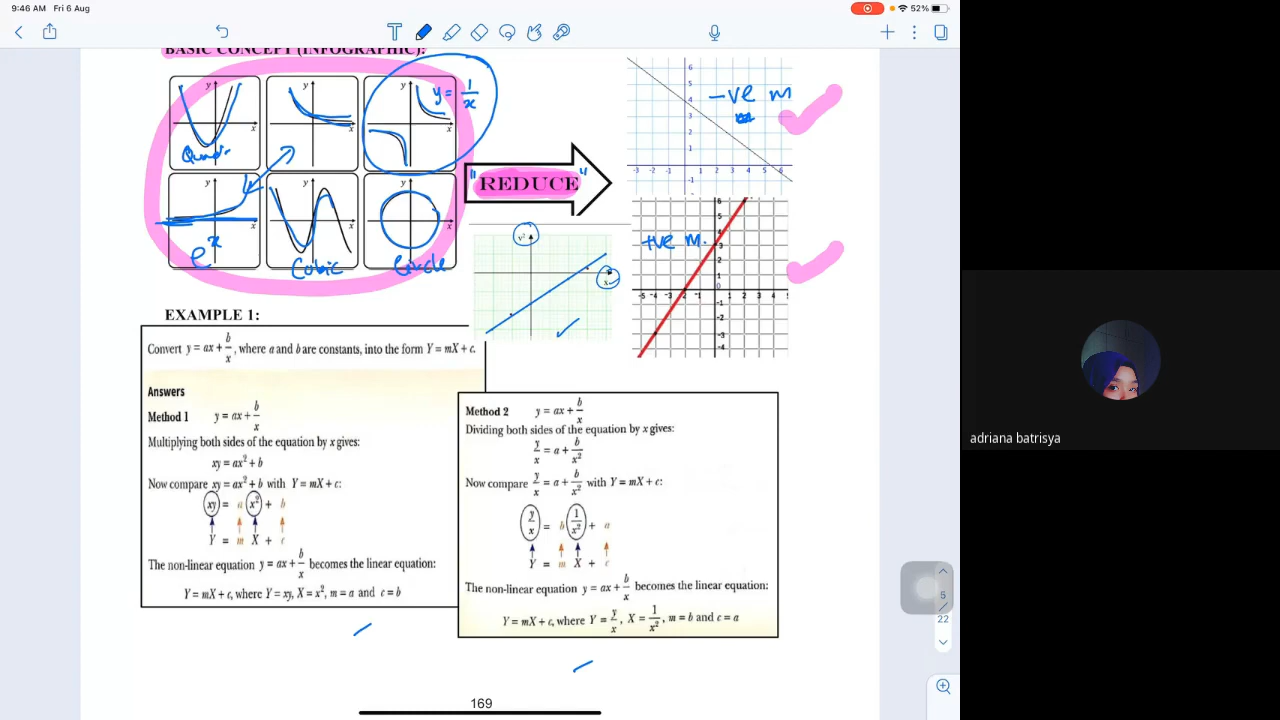 9:46 AM Fri 6 Aug
52%
BASIC CONCEPT (INFOGRAPHIC):
y
x
Quadr
y
x
y
x
y = 1/x
y
x
e^x
y
x
Cubic
y
x
Circle
"REDUCE"
-ve m
+ve m.
y²
x
EXAMPLE 1:
Convert y = ax + b/x, where a and b are constants, into the form Y = mX + c.
Answers
Method 1 y = ax + b/x
Multiplying both sides of the equation by x gives:
xy = ax² + b
Now compare xy = ax² + b with Y = mX + c:
xy = a x² + b
Y = m X + c
The non-linear equation y = ax + b/x becomes the linear equation:
Y = mX + c, where Y = xy, X = x², m = a and c = b
Method 2 y = ax + b/x
Dividing both sides of the equation by x gives:
y/x = a + b/x²
Now compare y/x = a + b/x² with Y = mX + c:
y/x = b 1/x² + a
Y = m X + c
The non-linear equation y = ax + b/x becomes the linear equation:
Y = mX + c, where Y = y/x, X = 1/x², m = b and c = a
169
5
22
adriana batrisya